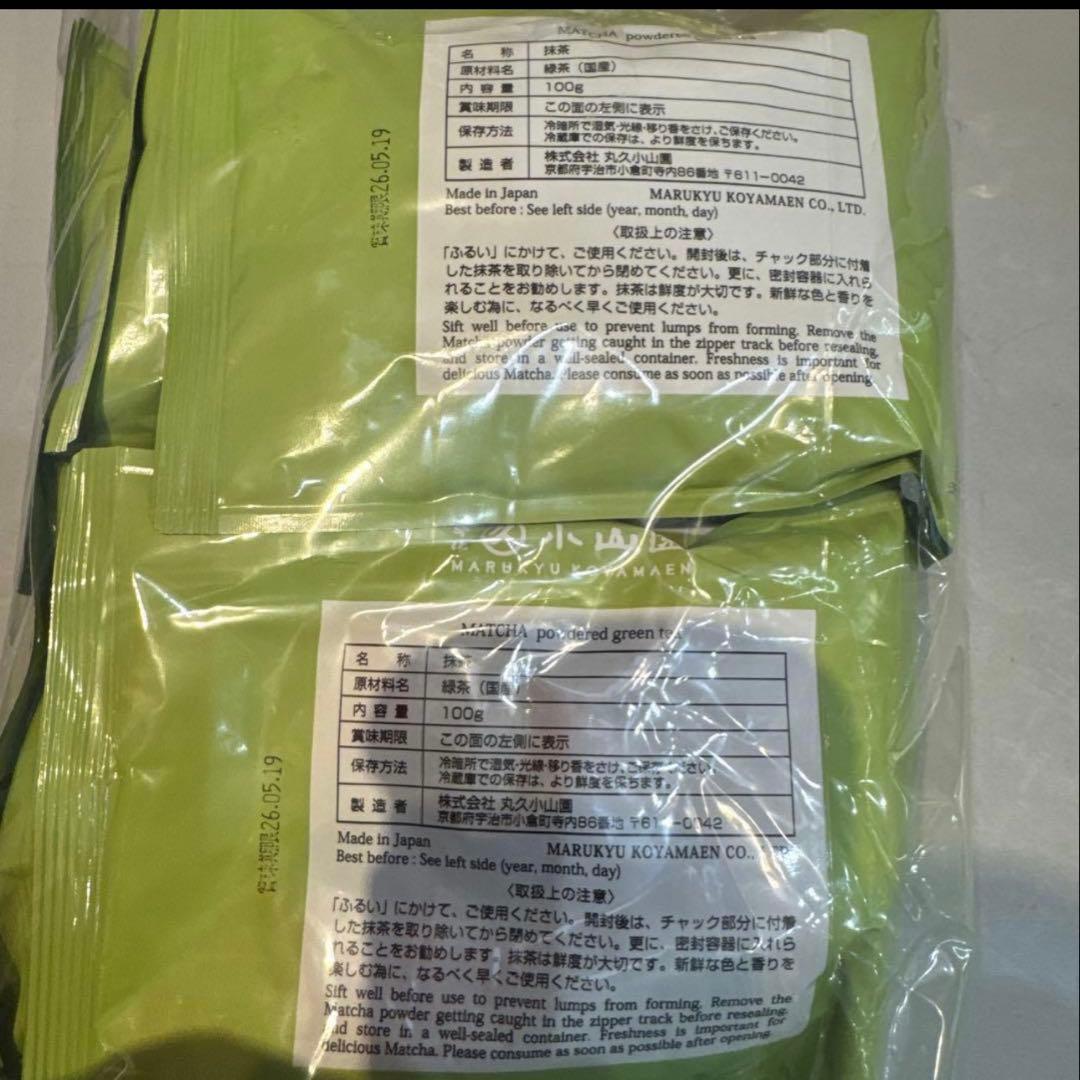 MATCHA powdered
名 称 抹茶
原材料名 緑茶（国産）
内 容 量 100g
賞味期限 この面の左側に表示
保存方法 冷暗所で湿気・光線・移り香をさけ、ご保存ください。
冷蔵庫での保存は、より鮮度を保ちます。
製 造 者 株式会社 丸久小山園
京都府宇治市小倉町寺内86番地 〒611-0042
Made in Japan MARUKYU KOYAMAEN CO., LTD.
Best before : See left side (year, month, day)
〈取扱上の注意〉
「ふるい」にかけて、ご使用ください。開封後は、チャック部分に付着
した抹茶を取り除いてから閉めてください。更に、密封容器に入れら
れることをお勧めします。抹茶は鮮度が大切です。新鮮な色と香りを
楽しむ為に、なるべく早くご使用ください。
Sift well before use to prevent lumps from forming. Remove the
Matcha powder getting caught in the zipper track before resealing,
and store in a well-sealed container. Freshness is important for
delicious Matcha. Please consume as soon as possible after opening.
賞味期限26.05.19
小山園
MARUKYU KOYAMAEN
MATCHA powdered green tea
名 称 抹茶
原材料名 緑茶（国産）
内 容 量 100g
賞味期限 この面の左側に表示
保存方法 冷暗所で湿気・光線・移り香をさけ、ご保存ください。
冷蔵庫での保存は、より鮮度を保ちます。
製 造 者 株式会社 丸久小山園
京都府宇治市小倉町寺内86番地 〒611-0042
Made in Japan MARUKYU KOYAMAEN CO., LTD.
Best before : See left side (year, month, day)
〈取扱上の注意〉
「ふるい」にかけて、ご使用ください。開封後は、チャック部分に付着
した抹茶を取り除いてから閉めてください。更に、密封容器に入れら
れることをお勧めします。抹茶は鮮度が大切です。新鮮な色と香りを
楽しむ為に、なるべく早くご使用ください。
Sift well before use to prevent lumps from forming. Remove the
Matcha powder getting caught in the zipper track before resealing,
and store in a well-sealed container. Freshness is important for
delicious Matcha. Please consume as soon as possible after opening.
賞味期限26.05.19